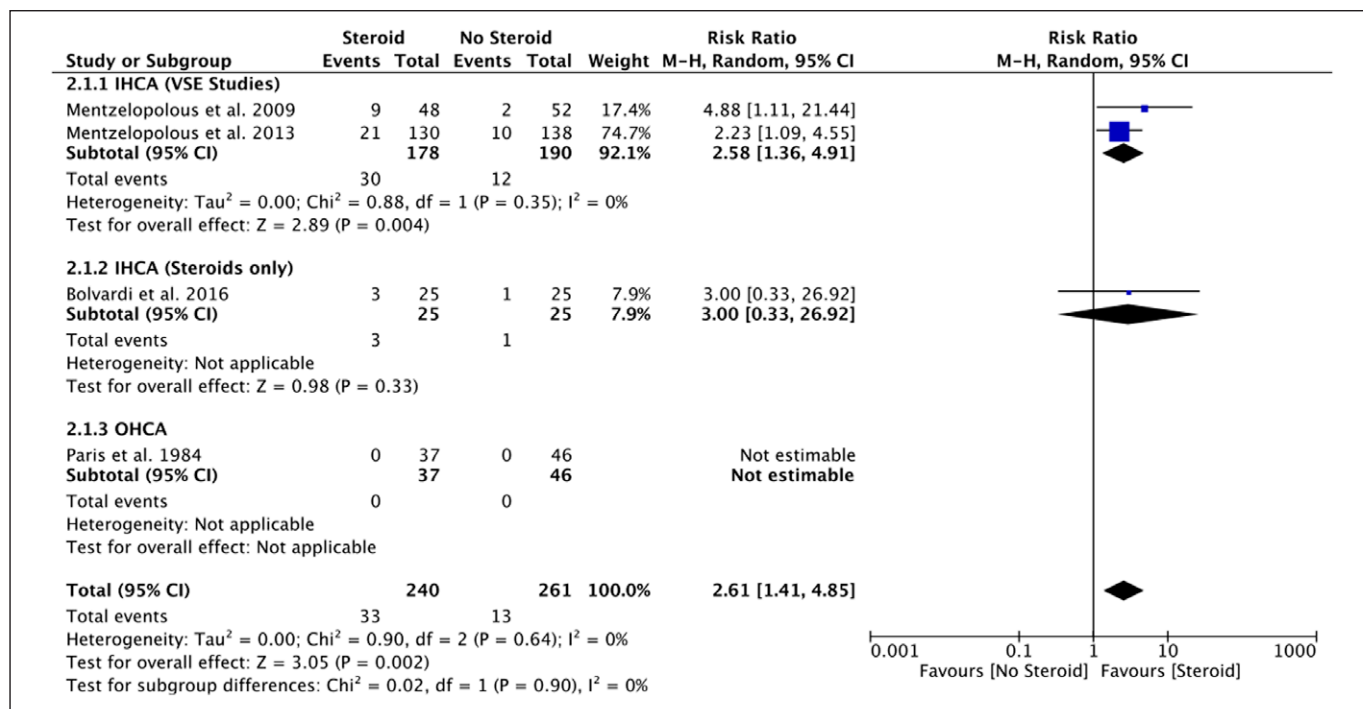 Steroid No Steroid Risk Ratio Risk Ratio
Study or Subgroup Events Total Events Total Weight M-H, Random, 95% CI M-H, Random, 95% CI
2.1.1 IHCA (VSE Studies)
Mentzelopolous et al. 2009 9 48 2 52 17.4% 4.88 [1.11, 21.44]
Mentzelopolous et al. 2013 21 130 10 138 74.7% 2.23 [1.09, 4.55]
Subtotal (95% CI) 178 190 92.1% 2.58 [1.36, 4.91]
Total events 30 12
Heterogeneity: Tau² = 0.00; Chi² = 0.88, df = 1 (P = 0.35); I² = 0%
Test for overall effect: Z = 2.89 (P = 0.004)
2.1.2 IHCA (Steroids only)
Bolvardi et al. 2016 3 25 1 25 7.9% 3.00 [0.33, 26.92]
Subtotal (95% CI) 25 25 7.9% 3.00 [0.33, 26.92]
Total events 3 1
Heterogeneity: Not applicable
Test for overall effect: Z = 0.98 (P = 0.33)
2.1.3 OHCA
Paris et al. 1984 0 37 0 46 Not estimable
Subtotal (95% CI) 37 46 Not estimable
Total events 0 0
Heterogeneity: Not applicable
Test for overall effect: Not applicable
Total (95% CI) 240 261 100.0% 2.61 [1.41, 4.85]
Total events 33 13
Heterogeneity: Tau² = 0.00; Chi² = 0.90, df = 2 (P = 0.64); I² = 0%
Test for overall effect: Z = 3.05 (P = 0.002)
Test for subgroup differences: Chi² = 0.02, df = 1 (P = 0.90), I² = 0%
0.001 0.1 1 10 1000
Favours [No Steroid] Favours [Steroid]